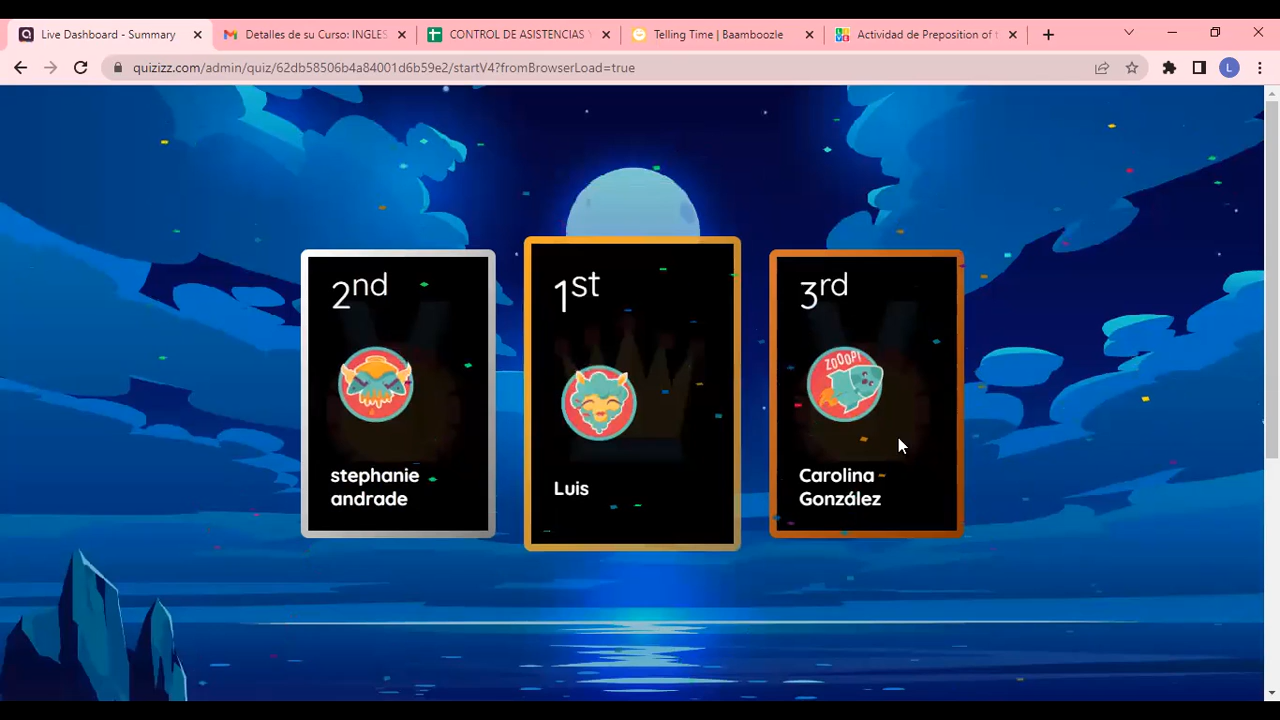 Live Dashboard - Summary
Detalles de su Curso: INGLES
CONTROL DE ASISTENCIAS Y
Telling Time | Baamboozle
Actividad de Preposition of t
quizizz.com/admin/quiz/62db58506b4a84001d6b59e2/startV4?fromBrowserLoad=true
L
2nd
1st
3rd
ZOOOP!
stephanie
andrade
Luis
Carolina
González